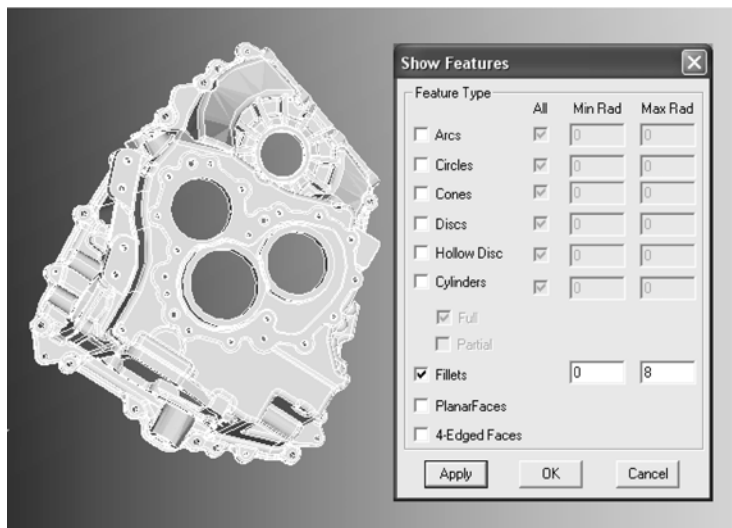 Show Features
Feature Type
All Min Rad Max Rad
Arcs 0 0
Circles 0 0
Cones 0 0
Discs 0 0
Hollow Disc 0 0
Cylinders 0 0
Full
Partial
Fillets 0 8
PlanarFaces
4-Edged Faces
Apply OK Cancel